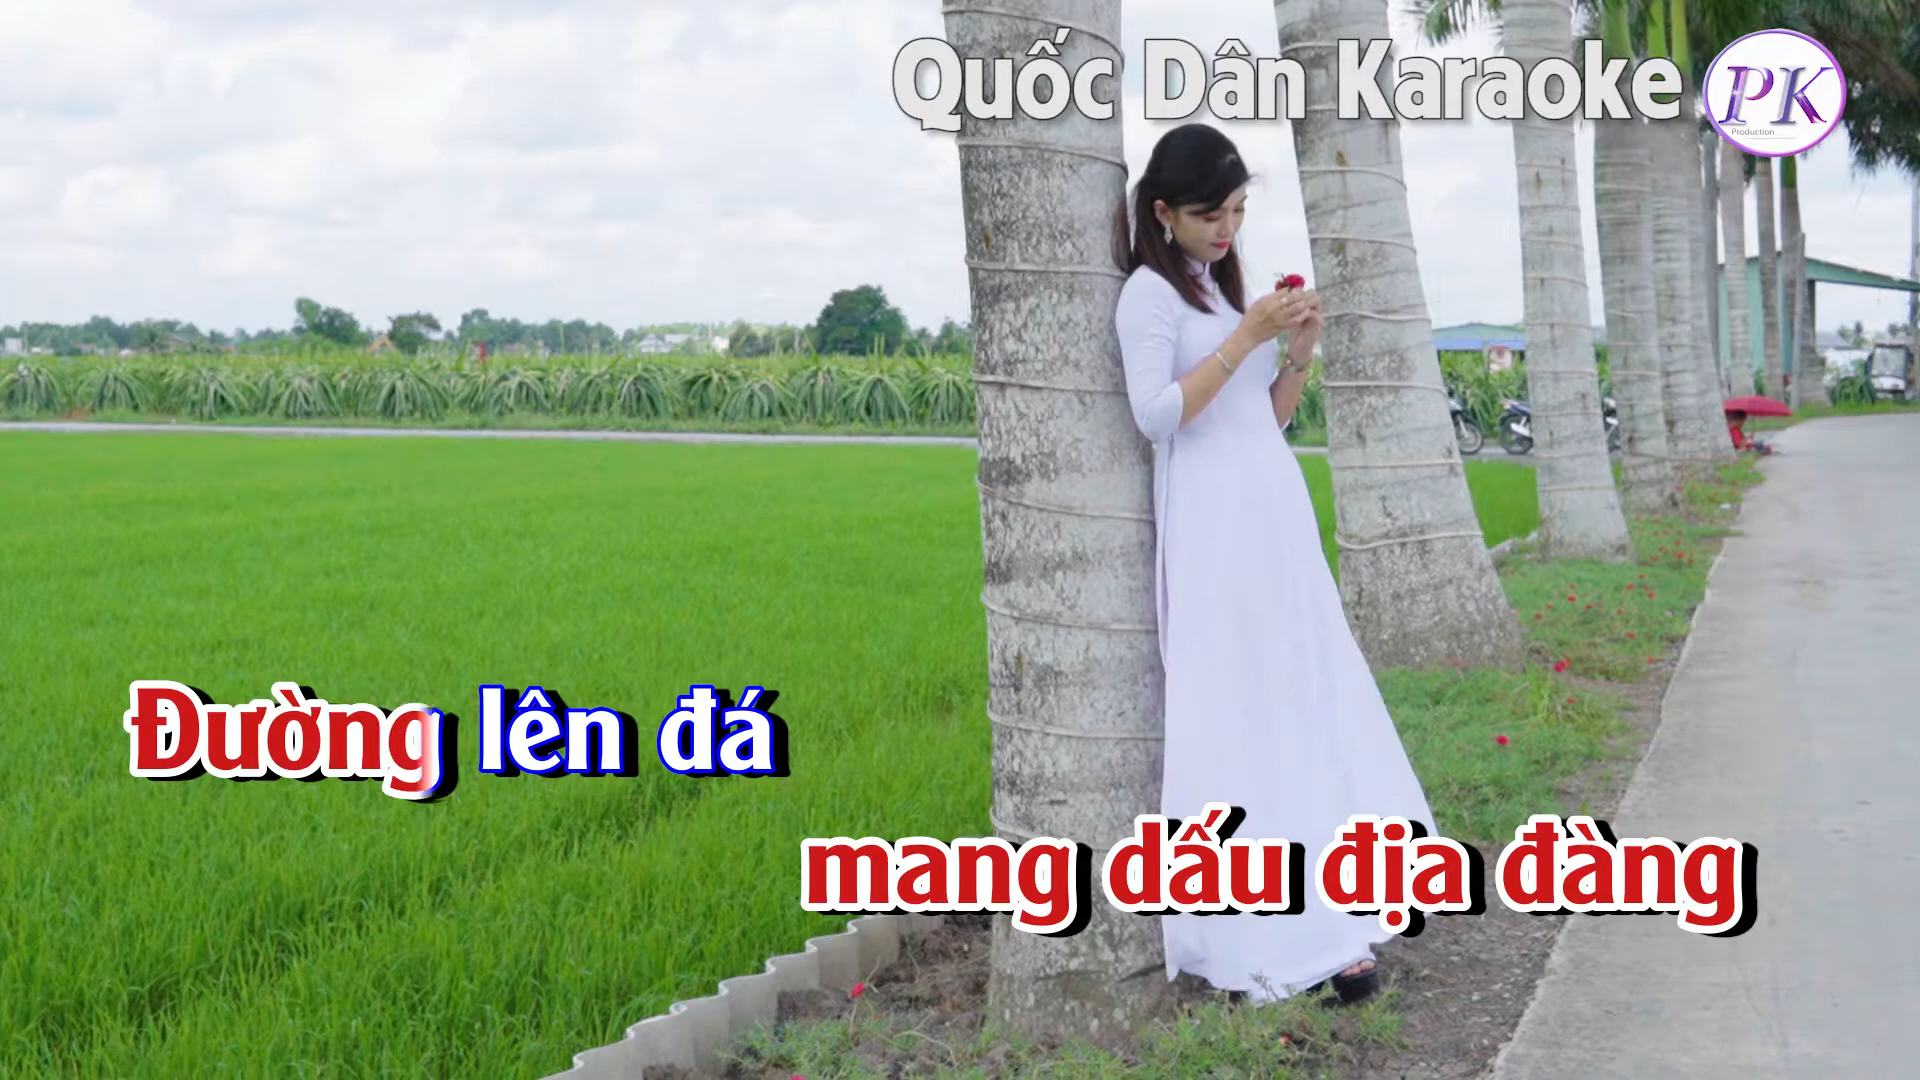 Quốc Dân Karaoke
PK
Production
Đường lên đá
mang dấu địa đàng